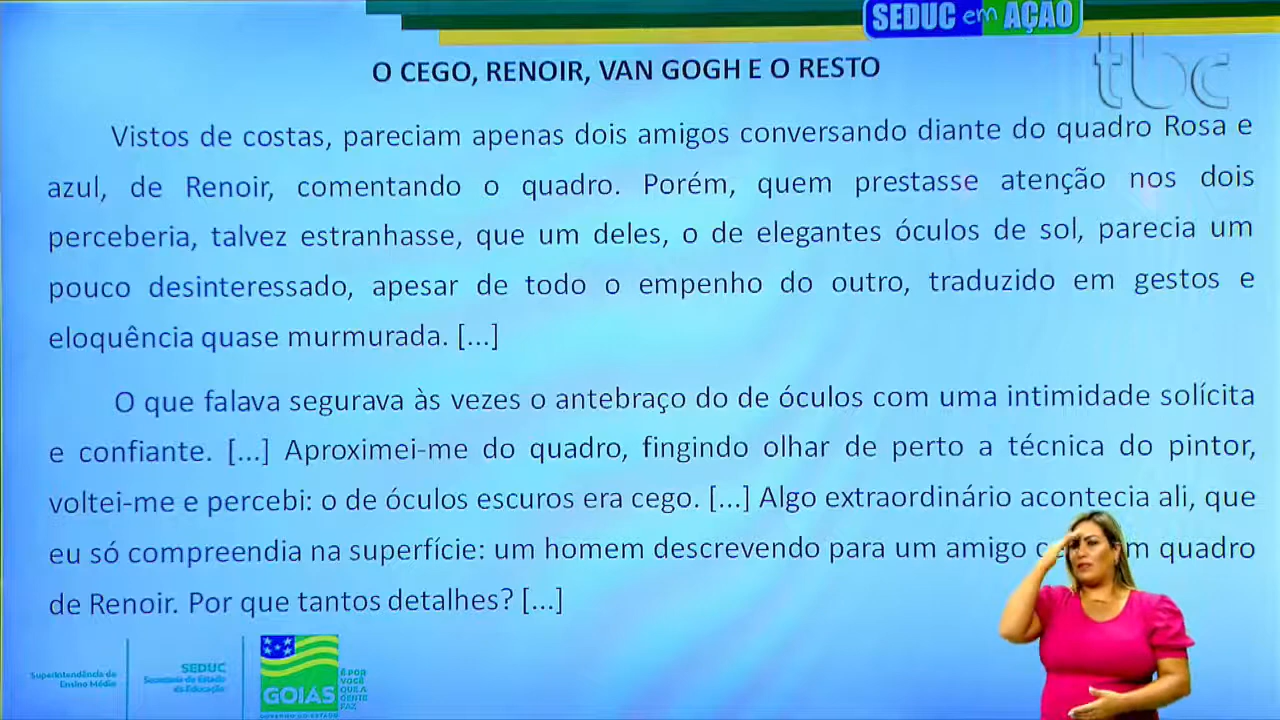 SEDUC em AÇÃO
tbc
O CEGO, RENOIR, VAN GOGH E O RESTO
Vistos de costas, pareciam apenas dois amigos conversando diante do quadro Rosa e
azul, de Renoir, comentando o quadro. Porém, quem prestasse atenção nos dois
perceberia, talvez estranhasse, que um deles, o de elegantes óculos de sol, parecia um
pouco desinteressado, apesar de todo o empenho do outro, traduzido em gestos e
eloquência quase murmurada. [...]
O que falava segurava às vezes o antebraço do de óculos com uma intimidade solícita
e confiante. [...] Aproximei-me do quadro, fingindo olhar de perto a técnica do pintor,
voltei-me e percebi: o de óculos escuros era cego. [...] Algo extraordinário acontecia ali, que
eu só compreendia na superfície: um homem descrevendo para um amigo quadro
de Renoir. Por que tantos detalhes? [...]
Superintendência de
Ensino Médio
SEDUC
Secretaria de Estado
da Educação
GOIÁS
GOVERNO DO ESTADO
É POR
VOCÊ
QUE A
GENTE
FAZ